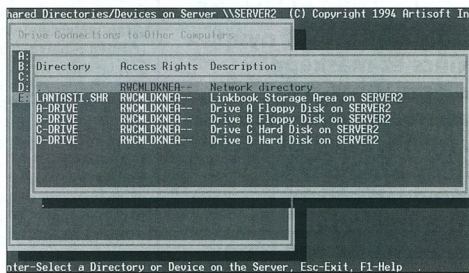 hared Directories/Devices on Server \\SERVER2 (C) Copyright 1994 Artisoft In
Drive Connections to Other Computers
A:
B:
C:
D:
E:
Directory Access Rights Description
RWCMLDKNEA-- Network directory
LANTASTI.SHR RWCMLDKNEA-- Linkbook Storage Area on SERVER2
A-DRIVE RWCMLDKNEA-- Drive A Floppy Disk on SERVER2
B-DRIVE RWCMLDKNEA-- Drive B Floppy Disk on SERVER2
C-DRIVE RWCMLDKNEA-- Drive C Hard Disk on SERVER2
D-DRIVE RWCMLDKNEA-- Drive D Hard Disk on SERVER2
nter-Select a Directory or Device on the Server, Esc-Exit, F1-Help